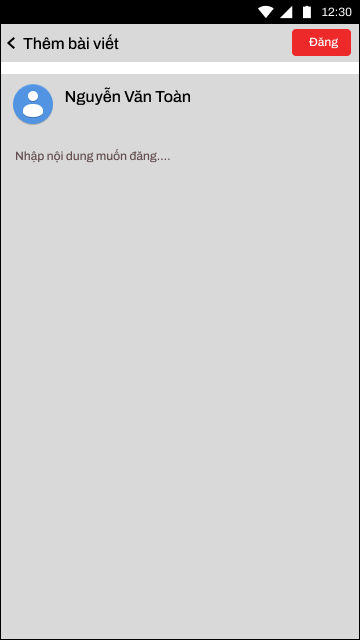 12:30
Thêm bài viết
Đăng
Nguyễn Văn Toàn
Nhập nội dung muốn đăng....